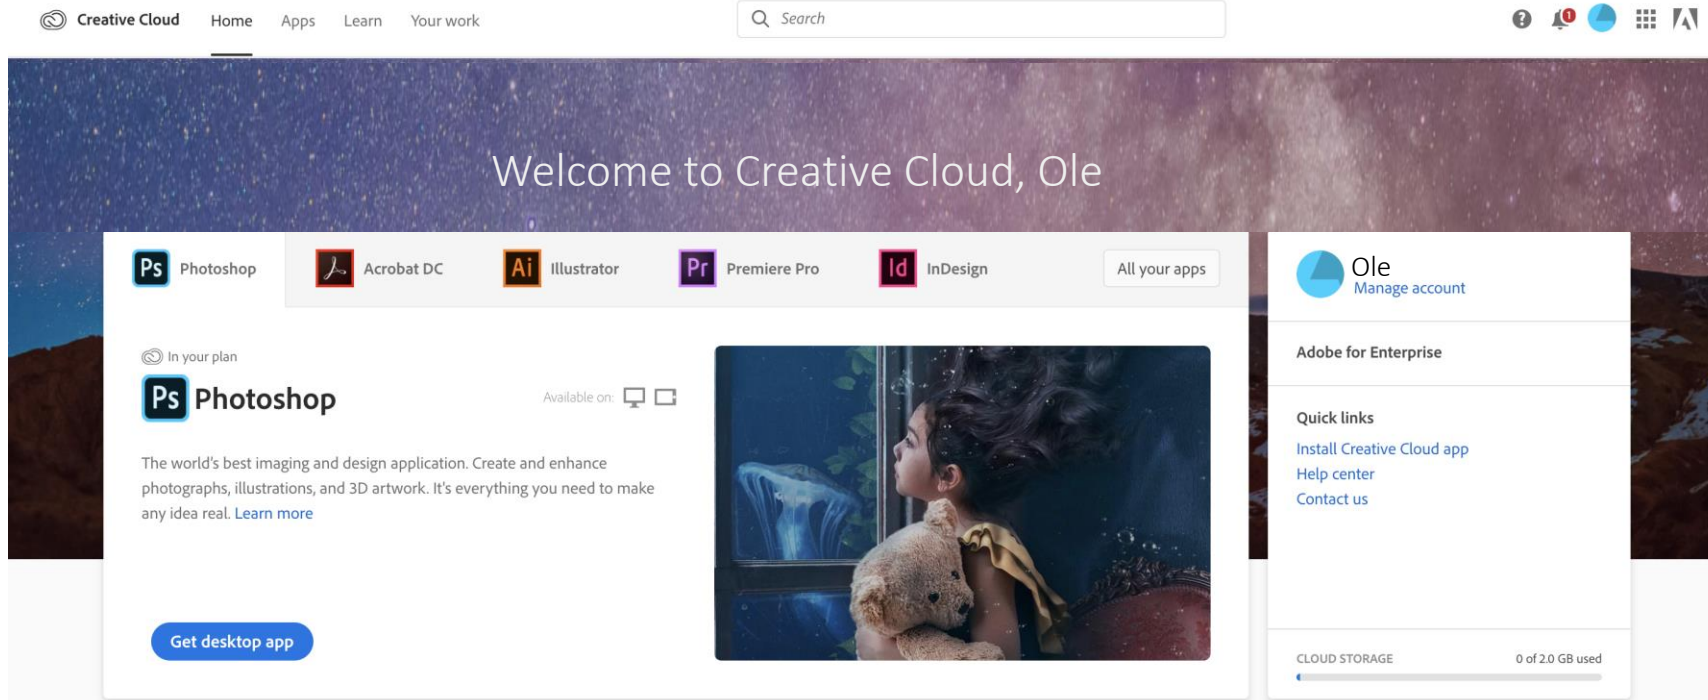 Creative Cloud
Home
Apps
Learn
Your work
Search
1
Welcome to Creative Cloud, Ole
Ps Photoshop
Acrobat DC
Ai Illustrator
Pr Premiere Pro
Id InDesign
All your apps
In your plan
Ps Photoshop
Available on:
The world's best imaging and design application. Create and enhance
photographs, illustrations, and 3D artwork. It's everything you need to make
any idea real. Learn more
Get desktop app
Ole
Manage account
Adobe for Enterprise
Quick links
Install Creative Cloud app
Help center
Contact us
CLOUD STORAGE
0 of 2.0 GB used